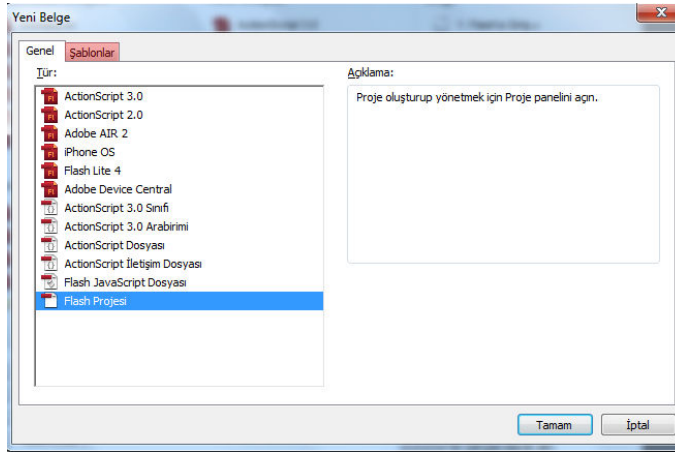 Yeni Belge
Genel
Şablonlar
Tür:
Açıklama:
ActionScript 3.0
ActionScript 2.0
Adobe AIR 2
iPhone OS
Flash Lite 4
Adobe Device Central
ActionScript 3.0 Sınıfı
ActionScript 3.0 Arabirimi
ActionScript Dosyası
ActionScript İletişim Dosyası
Flash JavaScript Dosyası
Flash Projesi
Proje oluşturup yönetmek için Proje panelini açın.
Tamam
İptal